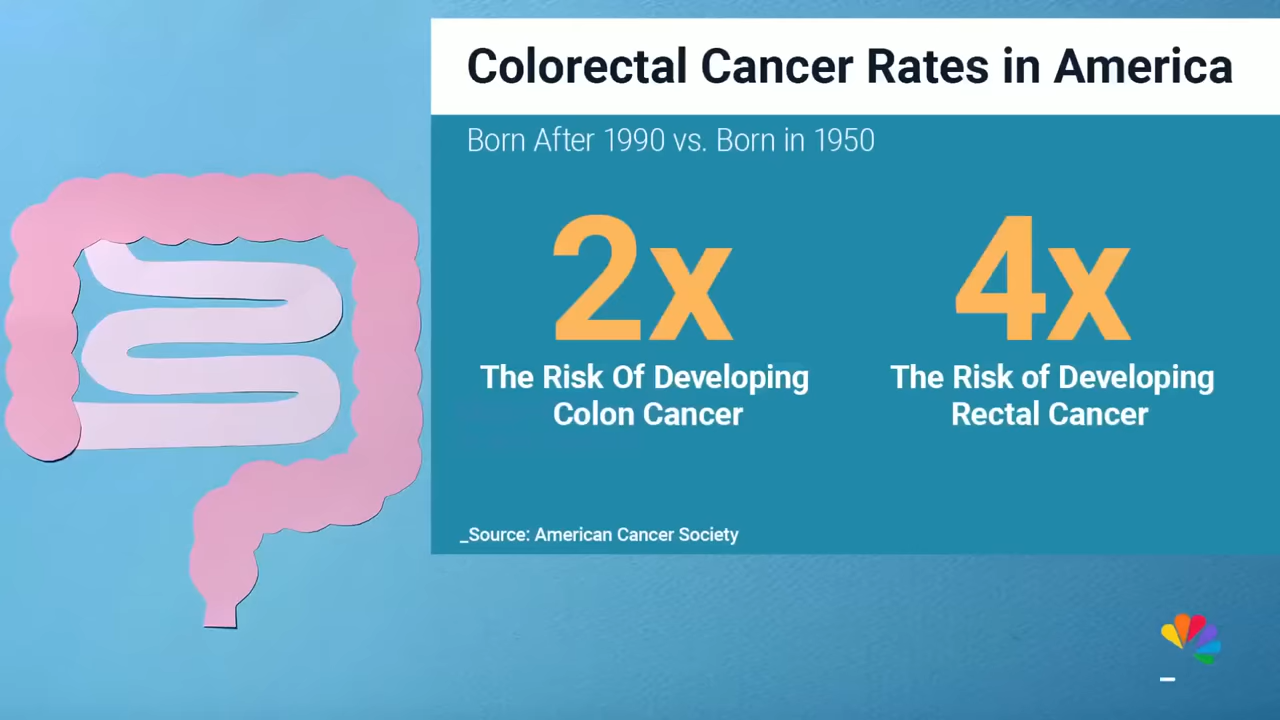 Colorectal Cancer Rates in America
Born After 1990 vs. Born in 1950
2x
The Risk Of Developing
Colon Cancer
4x
The Risk of Developing
Rectal Cancer
_Source: American Cancer Society